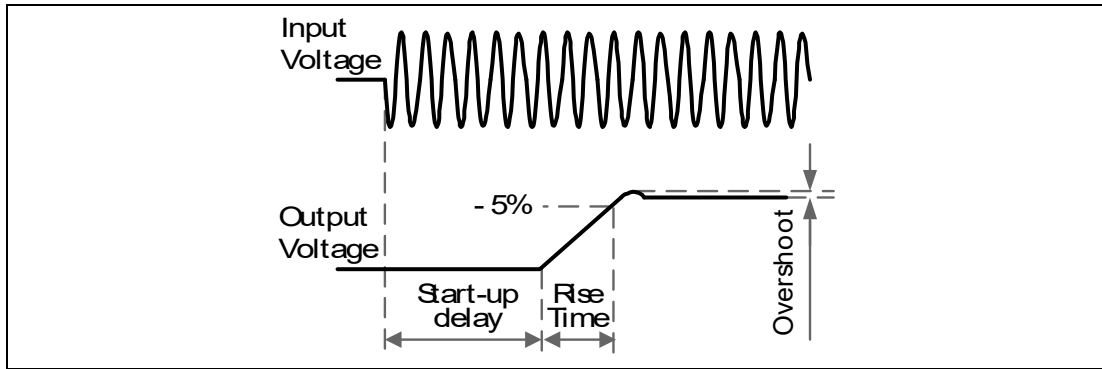 Input
Voltage
- 5%
Output
Voltage
Start-up
delay
Rise
Time
Overshoot